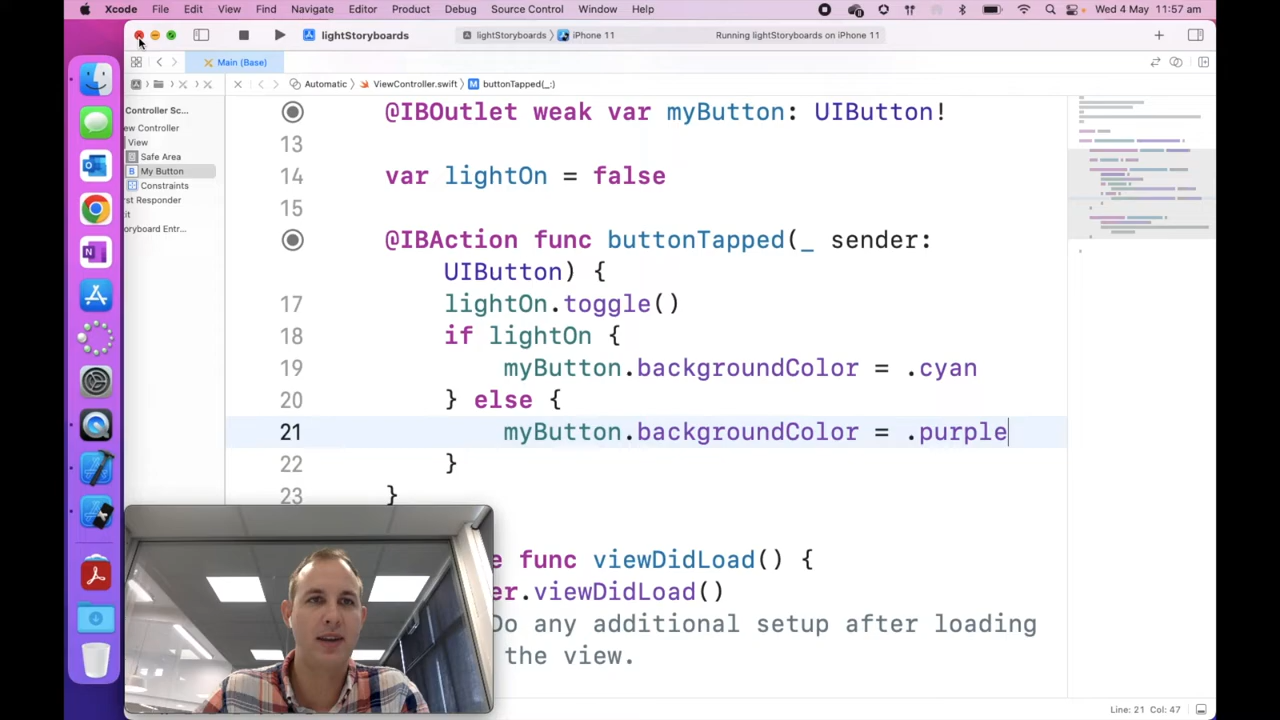 Xcode File Edit View Find Navigate Editor Product Debug Source Control Window Help Wed 4 May 11:57 am
lightStoryboards lightStoryboards iPhone 11 Running lightStoryboards on iPhone 11
Main (Base)
Automatic ViewController.swift M buttonTapped(_:)
Controller Sc...
ew Controller
View
Safe Area
B My Button
Constraints
rst Responder
it
oryboard Entr...
@IBOutlet weak var myButton: UIButton!
13
14 var lightOn = false
15
@IBAction func buttonTapped(_ sender:
UIButton) {
17 lightOn.toggle()
18 if lightOn {
19 myButton.backgroundColor = .cyan
20 } else {
21 myButton.backgroundColor = .purple
22 }
23 }
e func viewDidLoad() {
er.viewDidLoad()
Do any additional setup after loading
the view.
Line: 21 Col: 47